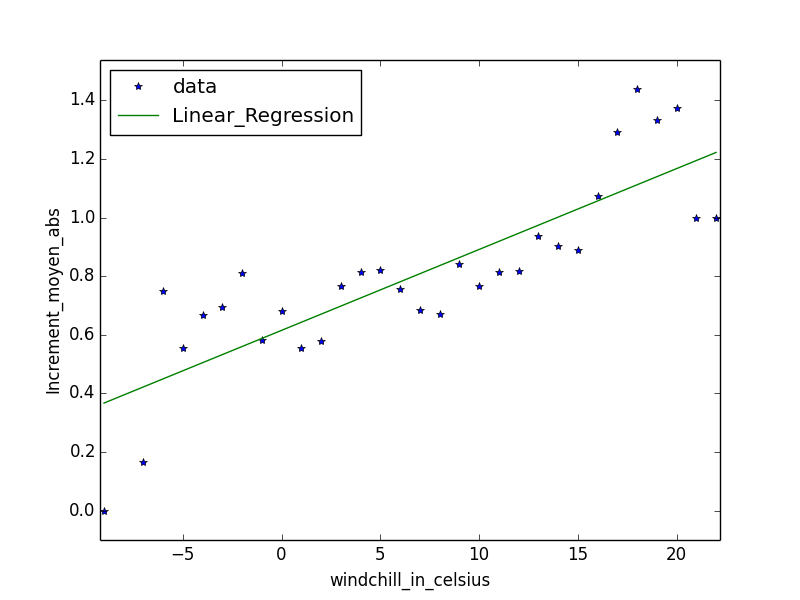 data
Linear_Regression
1.4
1.2
1.0
0.8
0.6
0.4
0.2
0.0
Increment_moyen_abs
−5 0 5 10 15 20
windchill_in_celsius